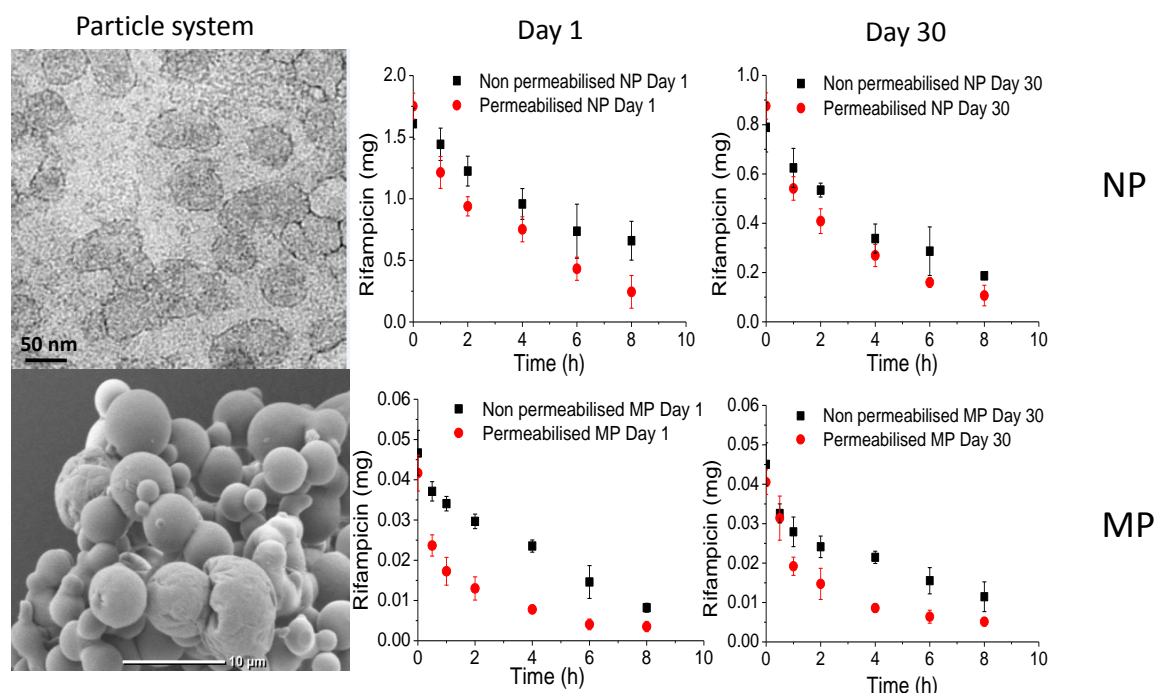 Particle system
Day 1
Day 30
50 nm
2.0
1.5
1.0
0.5
0.0
Rifampicin (mg)
Non permeabilised NP Day 1
Permeabilised NP Day 1
0 2 4 6 8 10
Time (h)
1.0
0.8
0.6
0.4
0.2
0.0
Rifampicin (mg)
Non permeabilised NP Day 30
Permeabilised NP Day 30
0 2 4 6 8 10
Time (h)
NP
10 µm
0.06
0.05
0.04
0.03
0.02
0.01
0.00
Rifampicin (mg)
Non permeabilised MP Day 1
Permeabilised MP Day 1
0 2 4 6 8 10
Time (h)
0.06
0.05
0.04
0.03
0.02
0.01
0.00
Rifampicin (mg)
Non permeabilised MP Day 30
Permeabilised MP Day 30
0 2 4 6 8 10
Time (h)
MP